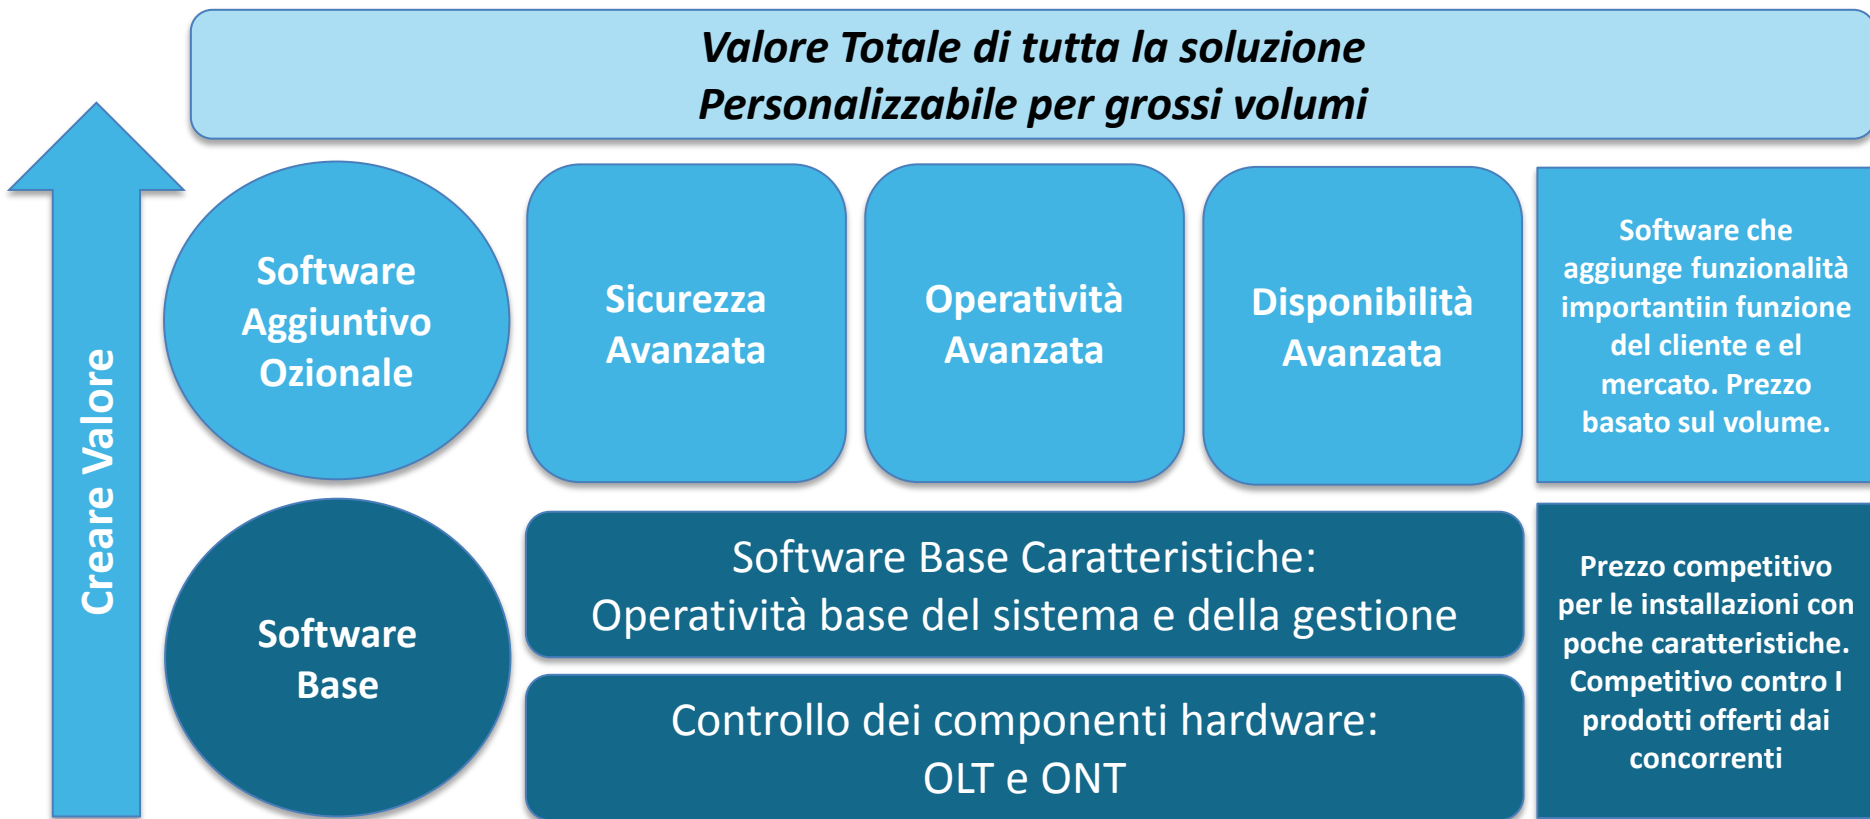 Valore Totale di tutta la soluzione
Personalizzabile per grossi volumi
Creare Valore
Software
Aggiuntivo
Ozionale
Sicurezza
Avanzata
Operatività
Avanzata
Disponibilità
Avanzata
Software che
aggiunge funzionalità
importantiin funzione
del cliente e el
mercato. Prezzo
basato sul volume.
Software
Base
Software Base Caratteristiche:
Operatività base del sistema e della gestione
Controllo dei componenti hardware:
OLT e ONT
Prezzo competitivo
per le installazioni con
poche caratteristiche.
Competitivo contro I
prodotti offerti dai
concorrenti